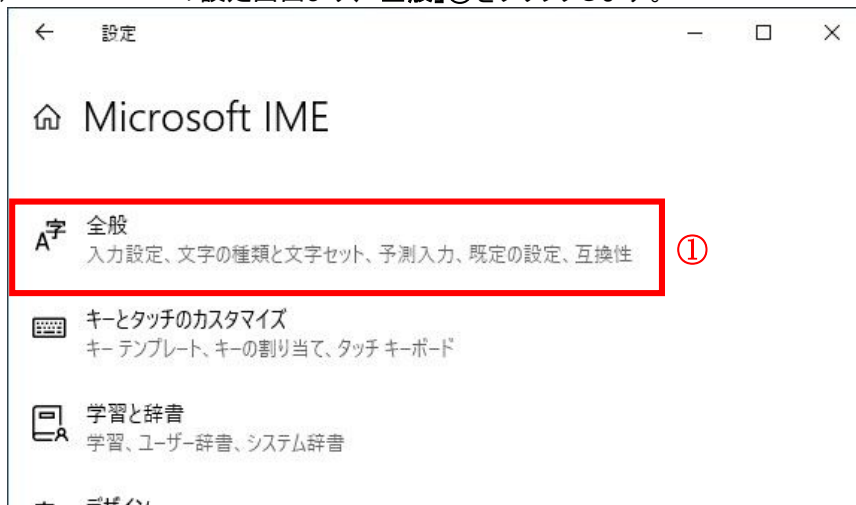 設定
Microsoft IME
全般
入力設定、文字の種類と文字セット、予測入力、既定の設定、互換性
①
キーとタッチのカスタマイズ
キー テンプレート、キーの割り当て、タッチ キーボード
学習と辞書
学習、ユーザー辞書、システム辞書